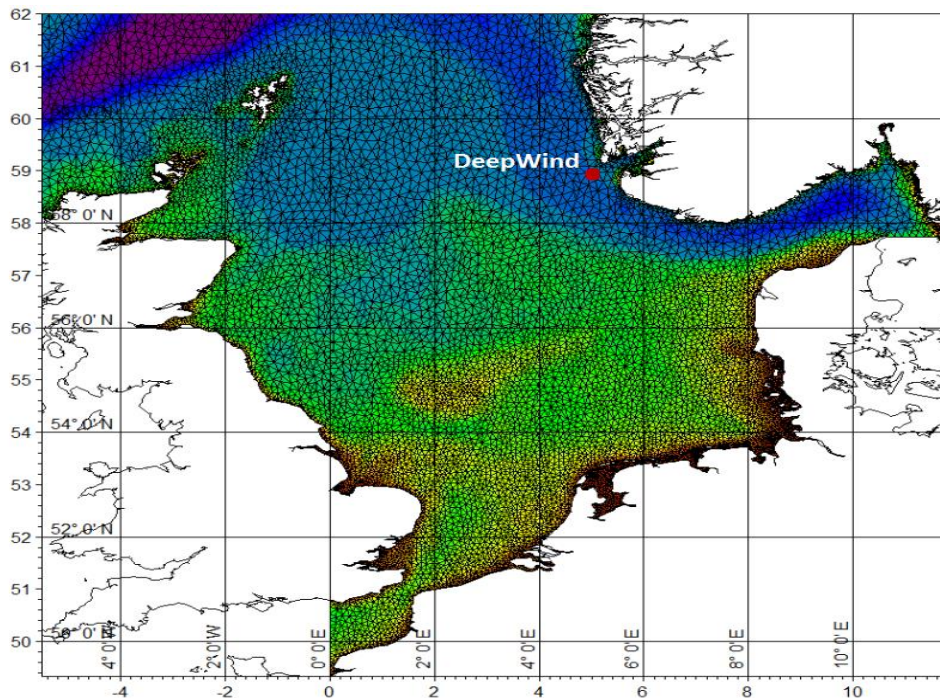 62
61
60
DeepWind
59
58° 0' N
58
57
56° 0' N
56
55
54° 0' N
54
53
52° 0' N
52
51
50° 0' N
50
4° 0' W
2° 0' W
0° 0' E
2° 0' E
4° 0' E
6° 0' E
8° 0' E
10° 0' E
-4 -2 0 2 4 6 8 10